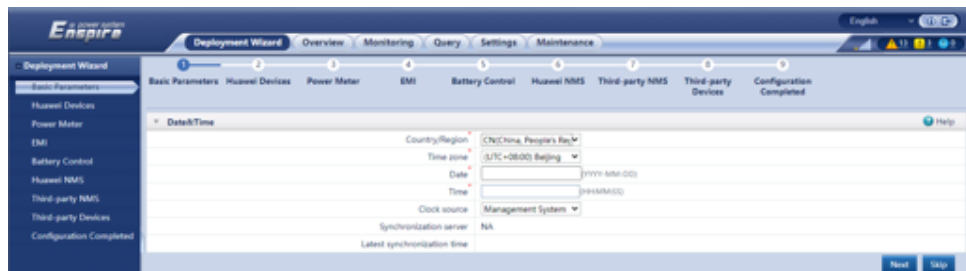 e power system
Enspire
English
Deployment Wizard Overview Monitoring Query Settings Maintenance
Deployment Wizard
Basic Parameters
Huawei Devices
Power Meter
EMI
Battery Control
Huawei NMS
Third-party NMS
Third-party Devices
Configuration Completed
1 2 3 4 5 6 7 8 9
Basic Parameters Huawei Devices Power Meter EMI Battery Control Huawei NMS Third-party NMS Third-party Devices Configuration Completed
Date&Time
Help
Country/Region* CN(China, People's Rep
Time zone* (UTC+08:00) Beijing
Date* (YYYY-MM-DD)
Time* (HH:MM:SS)
Clock source Management System
Synchronization server NA
Latest synchronization time
Next Skip